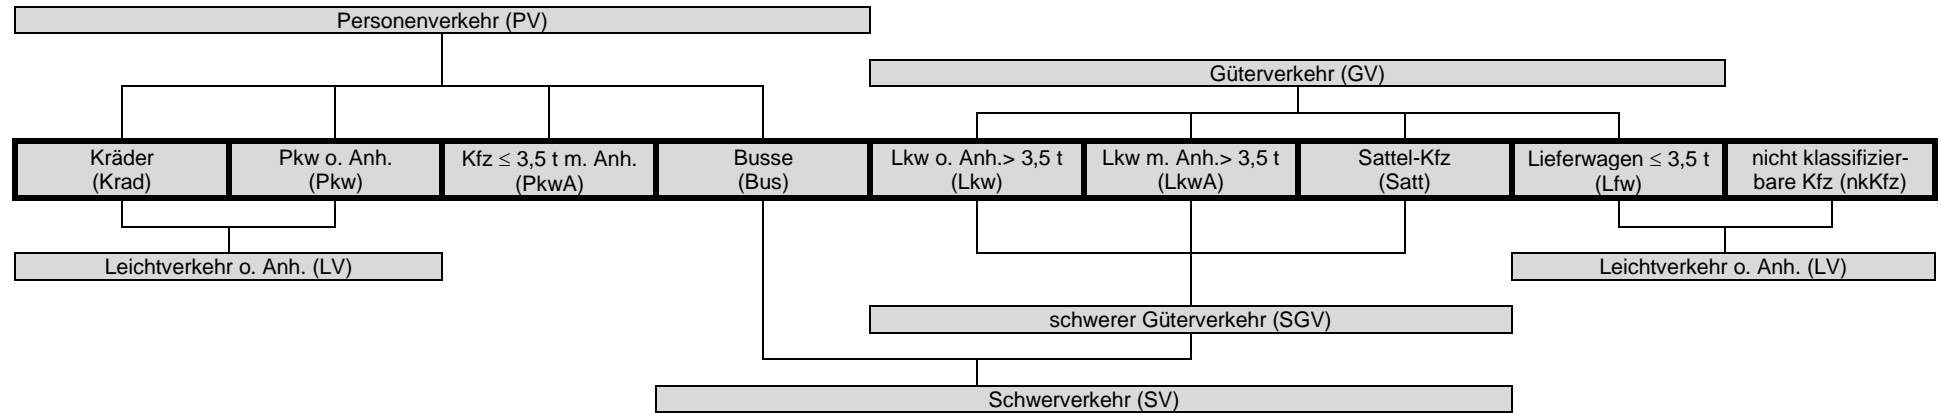 Personenverkehr (PV)
Güterverkehr (GV)
Kräder
(Krad)
Pkw o. Anh.
(Pkw)
Kfz ≤ 3,5 t m. Anh.
(PkwA)
Busse
(Bus)
Lkw o. Anh.> 3,5 t
(Lkw)
Lkw m. Anh.> 3,5 t
(LkwA)
Sattel-Kfz
(Satt)
Lieferwagen ≤ 3,5 t
(Lfw)
nicht klassifizier-
bare Kfz (nkKfz)
Leichtverkehr o. Anh. (LV)
Leichtverkehr o. Anh. (LV)
schwerer Güterverkehr (SGV)
Schwerverkehr (SV)